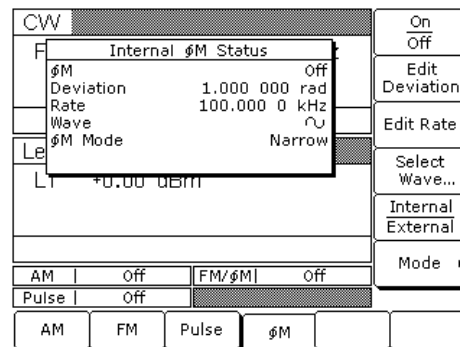 CW
Internal ϕM Status
ϕM Off
Deviation 1.000 000 rad
Rate 100.000 0 kHz
Wave
ϕM Mode Narrow
F
Le
L1 +0.00 dBm
AM Off FM/ϕM Off
Pulse Off
AM FM Pulse ϕM
On
Off
Edit
Deviation
Edit Rate
Select
Wave...
Internal
External
Mode